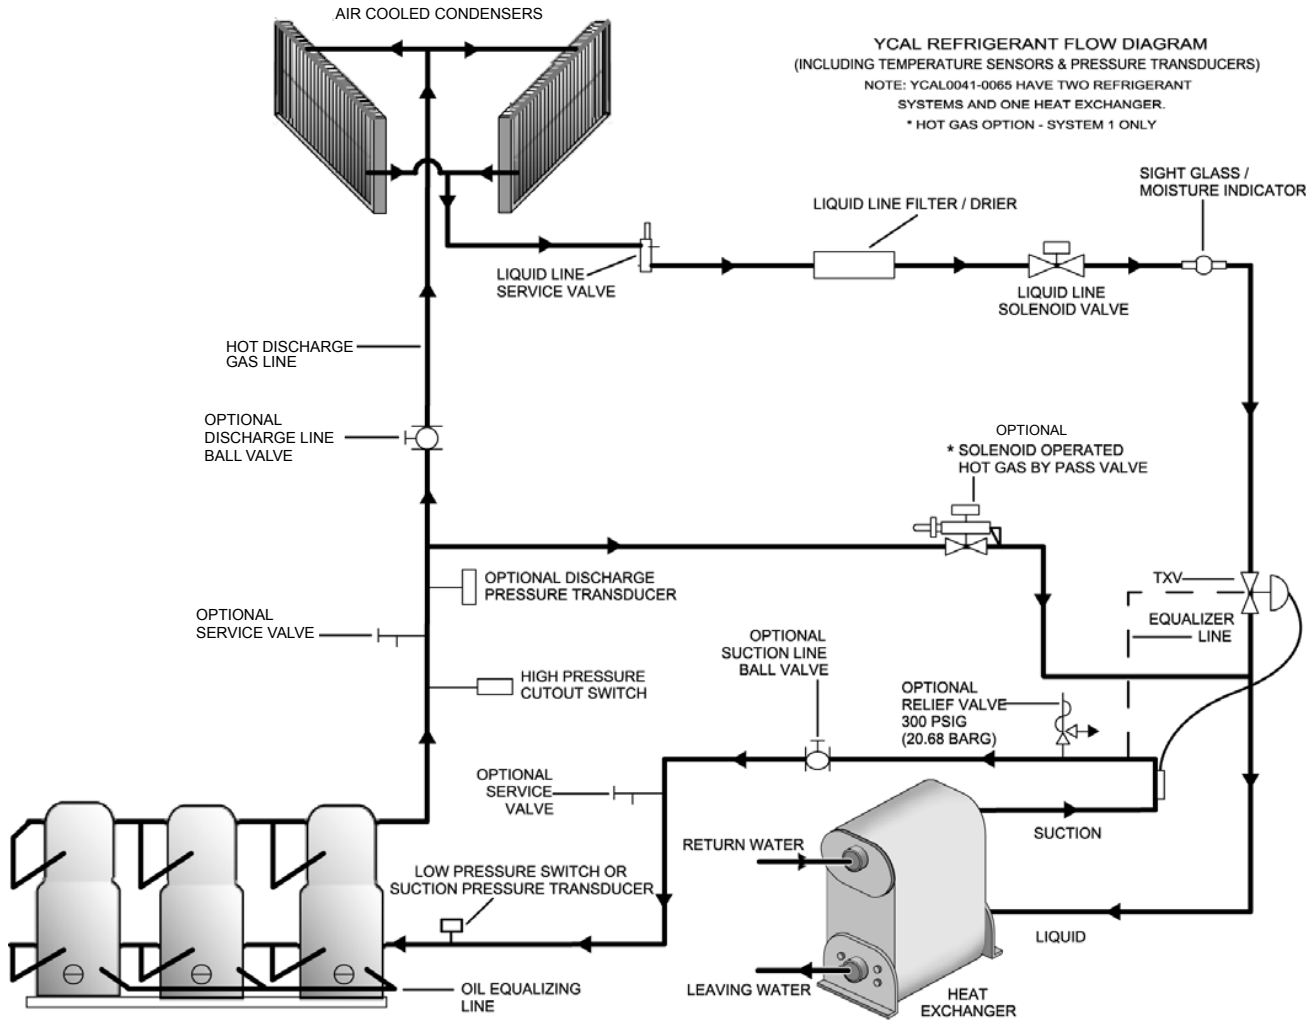 AIR COOLED CONDENSERS
YCAL REFRIGERANT FLOW DIAGRAM
(INCLUDING TEMPERATURE SENSORS & PRESSURE TRANSDUCERS)
NOTE: YCAL0041-0065 HAVE TWO REFRIGERANT
SYSTEMS AND ONE HEAT EXCHANGER.
* HOT GAS OPTION - SYSTEM 1 ONLY
SIGHT GLASS /
MOISTURE INDICATOR
LIQUID LINE FILTER / DRIER
LIQUID LINE
SERVICE VALVE
LIQUID LINE
SOLENOID VALVE
HOT DISCHARGE
GAS LINE
OPTIONAL
DISCHARGE LINE
BALL VALVE
OPTIONAL
* SOLENOID OPERATED
HOT GAS BY PASS VALVE
OPTIONAL DISCHARGE
PRESSURE TRANSDUCER
TXV
EQUALIZER
LINE
OPTIONAL
SERVICE VALVE
OPTIONAL
SUCTION LINE
BALL VALVE
HIGH PRESSURE
CUTOUT SWITCH
OPTIONAL
RELIEF VALVE
300 PSIG
(20.68 BARG)
OPTIONAL
SERVICE
VALVE
SUCTION
RETURN WATER
LOW PRESSURE SWITCH OR
SUCTION PRESSURE TRANSDUCER
LIQUID
LEAVING WATER
OIL EQUALIZING
LINE
HEAT
EXCHANGER